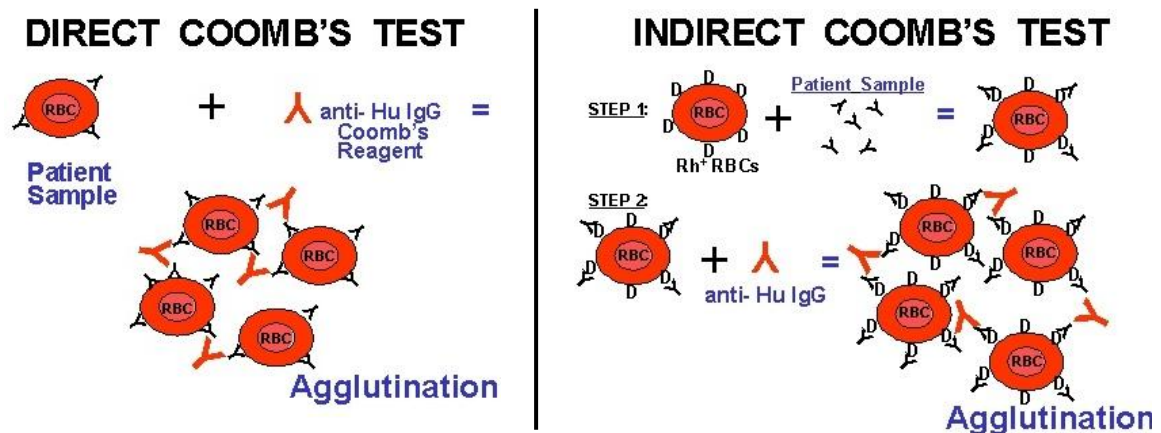 DIRECT COOMB'S TEST
RBC
+
anti- Hu IgG
Coomb's
Reagent
=
Patient
Sample
RBC
RBC
RBC
RBC
Agglutination
INDIRECT COOMB'S TEST
STEP 1:
D
D D
RBC
D D
D
Rh+ RBCs
+
Patient Sample
=
D
D D
RBC
D D
D
STEP 2:
D
D D
RBC
D D
D
+
anti- Hu IgG
=
D
D D
RBC
D D
D
D
D D
RBC
D D
D
D
D D
RBC
D D
D
D
D D
RBC
D D
D
Agglutination